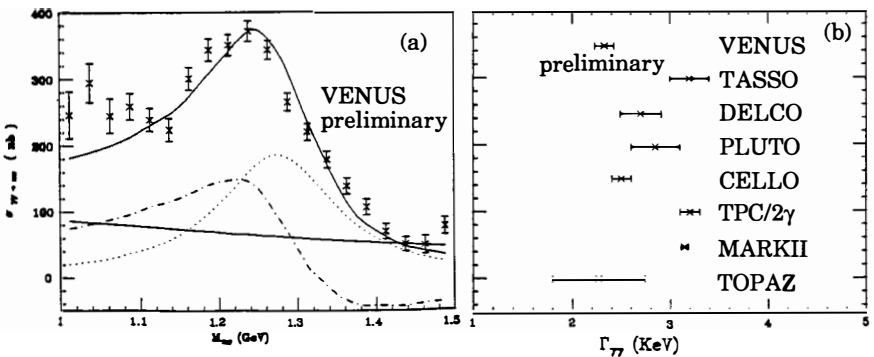 400
(a)
300
VENUS
preliminary
200
100
0
1
1.1
1.2
1.3
1.4
1.5
(GeV)
(b)
VENUS
preliminary
TASSO
DELCO
PLUTO
CELLO
TPC/2γ
MARKII
TOPAZ
1
2
3
4
5
Γγγ (KeV)